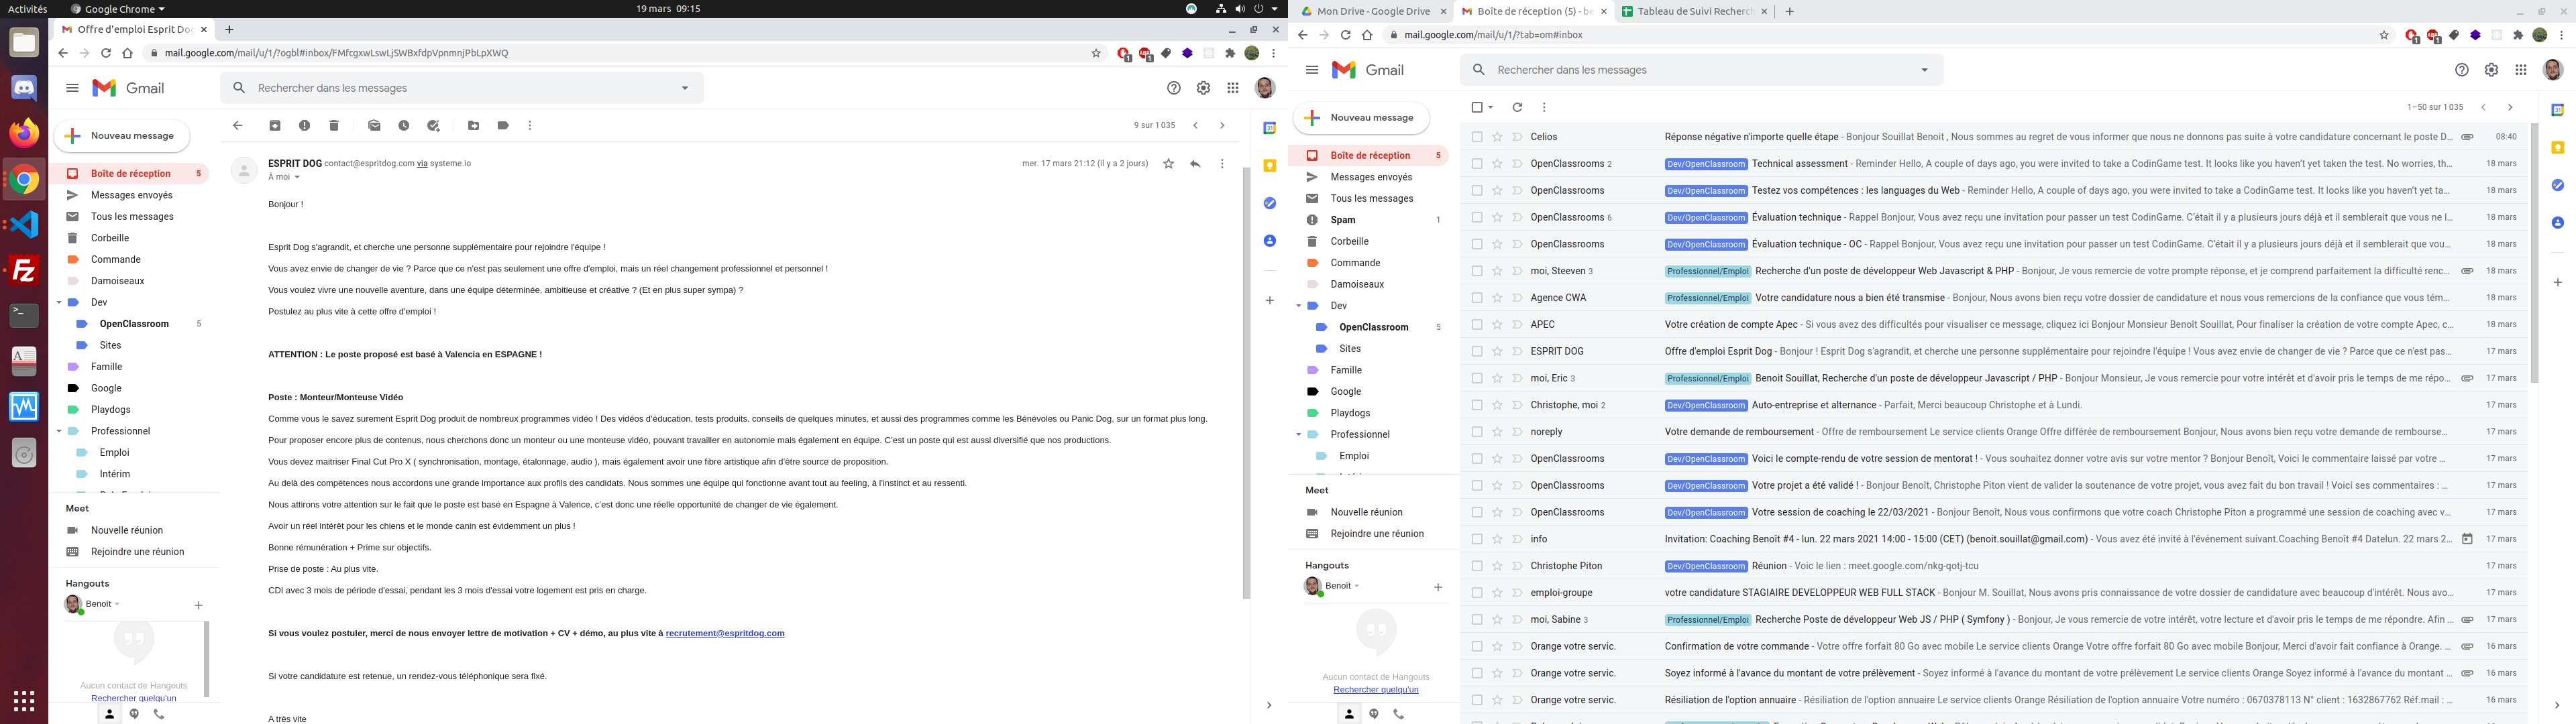 Activités
Google Chrome
19 mars 09:15
Offre d'emploi Esprit Dog
mail.google.com/mail/u/1/?ogbl#inbox/FMfcgxwLswLjSWBxfdpVpnmnjPbLpXWQ
Gmail
Rechercher dans les messages
Nouveau message
9 sur 1 035
Boîte de réception 5
Messages envoyés
Tous les messages
Corbeille
Commande
Damoiseaux
Dev
OpenClassroom 5
Sites
Famille
Google
Playdogs
Professionnel
Emploi
Intérim
Meet
Nouvelle réunion
Rejoindre une réunion
Hangouts
Benoît
Aucun contact de Hangouts
Rechercher quelqu'un
ESPRIT DOG contact@espritdog.com via systeme.io
mer. 17 mars 21:12 (il y a 2 jours)
À moi
Bonjour !
Esprit Dog s'agrandit, et cherche une personne supplémentaire pour rejoindre l'équipe !
Vous avez envie de changer de vie ? Parce que ce n'est pas seulement une offre d'emploi, mais un réel changement professionnel et personnel !
Vous voulez vivre une nouvelle aventure, dans une équipe déterminée, ambitieuse et créative ? (Et en plus super sympa) ?
Postulez au plus vite à cette offre d'emploi !
ATTENTION : Le poste proposé est basé à Valencia en ESPAGNE !
Poste : Monteur/Monteuse Vidéo
Comme vous le savez surement Esprit Dog produit de nombreux programmes vidéo ! Des vidéos d'éducation, tests produits, conseils de quelques minutes, et aussi des programmes comme les Bénévoles ou Panic Dog, sur un format plus long.
Pour proposer encore plus de contenus, nous cherchons donc un monteur ou une monteuse vidéo, pouvant travailler en autonomie mais également en équipe. C'est un poste qui est aussi diversifié que nos productions.
Vous devez maitriser Final Cut Pro X ( synchronisation, montage, étalonnage, audio ), mais également avoir une fibre artistique afin d'être source de proposition.
Au delà des compétences nous accordons une grande importance aux profils des candidats. Nous sommes une équipe qui fonctionne avant tout au feeling, à l'instinct et au ressenti.
Nous attirons votre attention sur le fait que le poste est basé en Espagne à Valence, c'est donc une réelle opportunité de changer de vie également.
Avoir un réel intérêt pour les chiens et le monde canin est évidemment un plus !
Bonne rémunération + Prime sur objectifs.
Prise de poste : Au plus vite.
CDI avec 3 mois de période d'essai, pendant les 3 mois d'essai votre logement est pris en charge.
Si vous voulez postuler, merci de nous envoyer lettre de motivation + CV + démo, au plus vite à recrutement@espritdog.com
Si votre candidature est retenue, un rendez-vous téléphonique sera fixé.
A très vite
Mon Drive - Google Drive
Boîte de réception (5) - be
Tableau de Suivi Recherch
mail.google.com/mail/u/1/?tab=om#inbox
Gmail
Rechercher dans les messages
Nouveau message
1–50 sur 1 035
Boîte de réception 5
Messages envoyés
Tous les messages
Spam 1
Corbeille
Commande
Damoiseaux
Dev
OpenClassroom 5
Sites
Famille
Google
Playdogs
Professionnel
Emploi
Meet
Nouvelle réunion
Rejoindre une réunion
Hangouts
Benoît
Aucun contact de Hangouts
Rechercher quelqu'un
Celios Réponse négative n'importe quelle étape - Bonjour Souillat Benoit , Nous sommes au regret de vous informer que nous ne donnons pas suite à votre candidature concernant le poste D… 08:40
OpenClassrooms 2 Dev/OpenClassroom Technical assessment - Reminder Hello, A couple of days ago, you were invited to take a CodinGame test. It looks like you haven't yet taken the test. No worries, th… 18 mars
OpenClassrooms Dev/OpenClassroom Testez vos compétences : les languages du Web - Reminder Hello, A couple of days ago, you were invited to take a CodinGame test. It looks like you haven't yet ta… 18 mars
OpenClassrooms 6 Dev/OpenClassroom Évaluation technique - Rappel Bonjour, Vous avez reçu une invitation pour passer un test CodinGame. C'était il y a plusieurs jours déjà et il semblerait que vous ne l… 18 mars
OpenClassrooms Dev/OpenClassroom Évaluation technique - OC - Rappel Bonjour, Vous avez reçu une invitation pour passer un test CodinGame. C'était il y a plusieurs jours déjà et il semblerait que vou… 18 mars
moi, Steeven 3 Professionnel/Emploi Recherche d'un poste de développeur Web Javascript & PHP - Bonjour, Je vous remercie de votre prompte réponse, et je comprend parfaitement la difficulté renc… 18 mars
Agence CWA Professionnel/Emploi Votre candidature nous a bien été transmise - Bonjour, Nous avons bien reçu votre dossier de candidature et nous vous remercions de la confiance que vous tém… 18 mars
APEC Votre création de compte Apec - Si vous avez des difficultés pour visualiser ce message, cliquez ici Bonjour Monsieur Benoît Souillat, Pour finaliser la création de votre compte Apec, c… 18 mars
ESPRIT DOG Offre d'emploi Esprit Dog - Bonjour ! Esprit Dog s'agrandit, et cherche une personne supplémentaire pour rejoindre l'équipe ! Vous avez envie de changer de vie ? Parce que ce n'est pas… 17 mars
moi, Eric 3 Professionnel/Emploi Benoit Souillat, Recherche d'un poste de développeur Javascript / PHP - Bonjour Monsieur, Je vous remercie pour votre intérêt et d'avoir pris le temps de me répo… 17 mars
Christophe, moi 2 Dev/OpenClassroom Auto-entreprise et alternance - Parfait, Merci beaucoup Christophe et à Lundi. 17 mars
noreply Votre demande de remboursement - Offre de remboursement Le service clients Orange Offre différée de remboursement Bonjour, Nous avons bien reçu votre demande de rembourse… 17 mars
OpenClassrooms Dev/OpenClassroom Voici le compte-rendu de votre session de mentorat ! - Vous souhaitez donner votre avis sur votre mentor ? Bonjour Benoît, Voici le commentaire laissé par votre … 17 mars
OpenClassrooms Dev/OpenClassroom Votre projet a été validé ! - Bonjour Benoît, Christophe Piton vient de valider la soutenance de votre projet, vous avez fait du bon travail ! Voici ses commentaires : … 17 mars
OpenClassrooms Dev/OpenClassroom Votre session de coaching le 22/03/2021 - Bonjour Benoît, Nous vous confirmons que votre coach Christophe Piton a programmé une session de coaching avec v… 17 mars
info Invitation: Coaching Benoît #4 - lun. 22 mars 2021 14:00 - 15:00 (CET) (benoit.souillat@gmail.com) - Vous avez été invité à l'événement suivant.Coaching Benoît #4 Datelun. 22 mars 2… 17 mars
Christophe Piton Dev/OpenClassroom Réunion - Voic le lien : meet.google.com/nkg-qotj-tcu 17 mars
emploi-groupe votre candidature STAGIAIRE DEVELOPPEUR WEB FULL STACK - Bonjour M. Souillat, Nous avons pris connaissance de votre dossier de candidature avec beaucoup d'intérêt. Nous avo… 17 mars
moi, Sabine 3 Professionnel/Emploi Recherche Poste de développeur Web JS / PHP ( Symfony ) - Bonjour, Je vous remercie de votre intérêt, votre lecture et d'avoir pris le temps de me répondre. Afin … 17 mars
Orange votre servic. Confirmation de votre commande - Votre offre forfait 80 Go avec mobile Le service clients Orange Votre offre forfait 80 Go avec mobile Bonjour, Merci d'avoir fait confiance à Orange. … 16 mars
Orange votre servic. Soyez informé à l'avance du montant de votre prélèvement - Soyez informé à l'avance du montant de votre prélèvement Le service clients Orange Soyez informé à l'avance du montant … 16 mars
Orange votre servic. Résiliation de l'option annuaire - Résiliation de l'option annuaire Le service clients Orange Résiliation de l'option annuaire Votre numéro : 0670378113 N° client : 1632867762 Réf.mail : … 16 mars